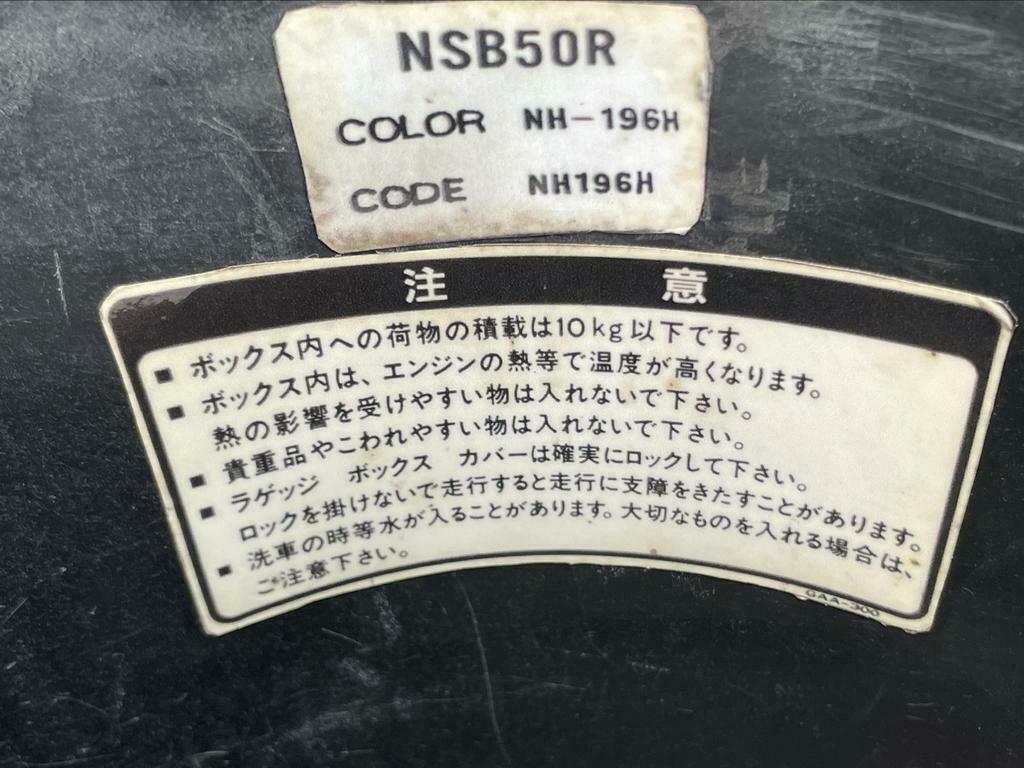 NSB50R
COLOR NH-196H
CODE NH196H
注 意
■ ボックス内への荷物の積載は10kg以下です。
■ ボックス内は、エンジンの熱等で温度が高くなります。
熱の影響を受けやすい物は入れないで下さい。
■ 貴重品やこわれやすい物は入れないで下さい。
■ ラゲッジ ボックス カバーは確実にロックして下さい。
ロックを掛けないで走行すると走行に支障をきたすことがあります。
■ 洗車の時等水が入ることがあります。大切なものを入れる場合は、
ご注意下さい。
GAA-300